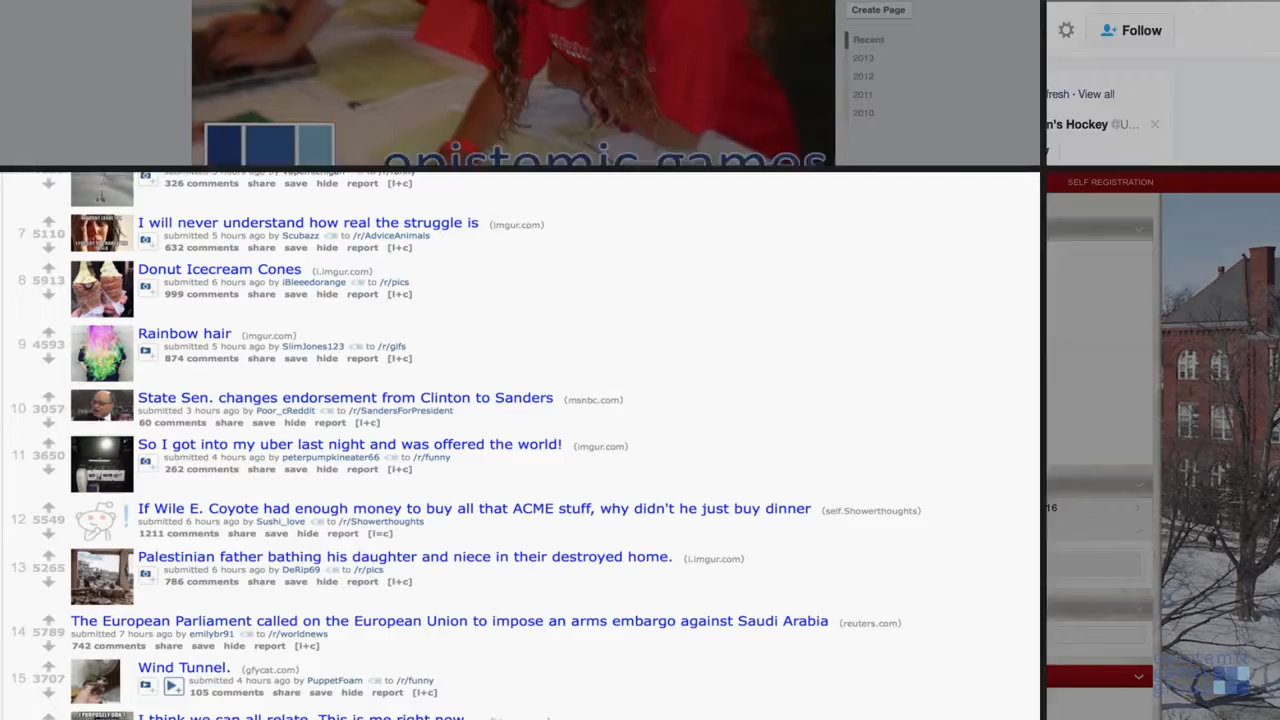 Create Page
Recent
2013
2012
2011
2010
Follow
fresh · View all
n's Hockey @U...
epistemic games
326 comments share save hide report [l+c]
SELF REGISTRATION
7 5110 I will never understand how real the struggle is (imgur.com)
submitted 5 hours ago by Scubazz to /r/AdviceAnimals
632 comments share save hide report [l+c]
8 5913 Donut Icecream Cones (i.imgur.com)
submitted 6 hours ago by iBleeedorange to /r/pics
999 comments share save hide report [l+c]
9 4593 Rainbow hair (imgur.com)
submitted 5 hours ago by SlimJones123 to /r/gifs
874 comments share save hide report [l+c]
10 3057 State Sen. changes endorsement from Clinton to Sanders (msnbc.com)
submitted 3 hours ago by Poor_cReddit to /r/SandersForPresident
60 comments share save hide report [l+c]
11 3650 So I got into my uber last night and was offered the world! (imgur.com)
submitted 4 hours ago by peterpumpkineater66 to /r/funny
262 comments share save hide report [l+c]
16
12 5549 If Wile E. Coyote had enough money to buy all that ACME stuff, why didn't he just buy dinner (self.Showerthoughts)
submitted 6 hours ago by Sushi_love to /r/Showerthoughts
1211 comments share save hide report [l=c]
13 5265 Palestinian father bathing his daughter and niece in their destroyed home. (i.imgur.com)
submitted 6 hours ago by DeRip69 to /r/pics
786 comments share save hide report [l+c]
14 5789 The European Parliament called on the European Union to impose an arms embargo against Saudi Arabia (reuters.com)
submitted 7 hours ago by emilybr91 to /r/worldnews
742 comments share save hide report [l+c]
15 3707 Wind Tunnel. (gfycat.com)
submitted 4 hours ago by PuppetFoam to /r/funny
105 comments share save hide report [l+c]
I think we can all relate. This is me right now
epistemic